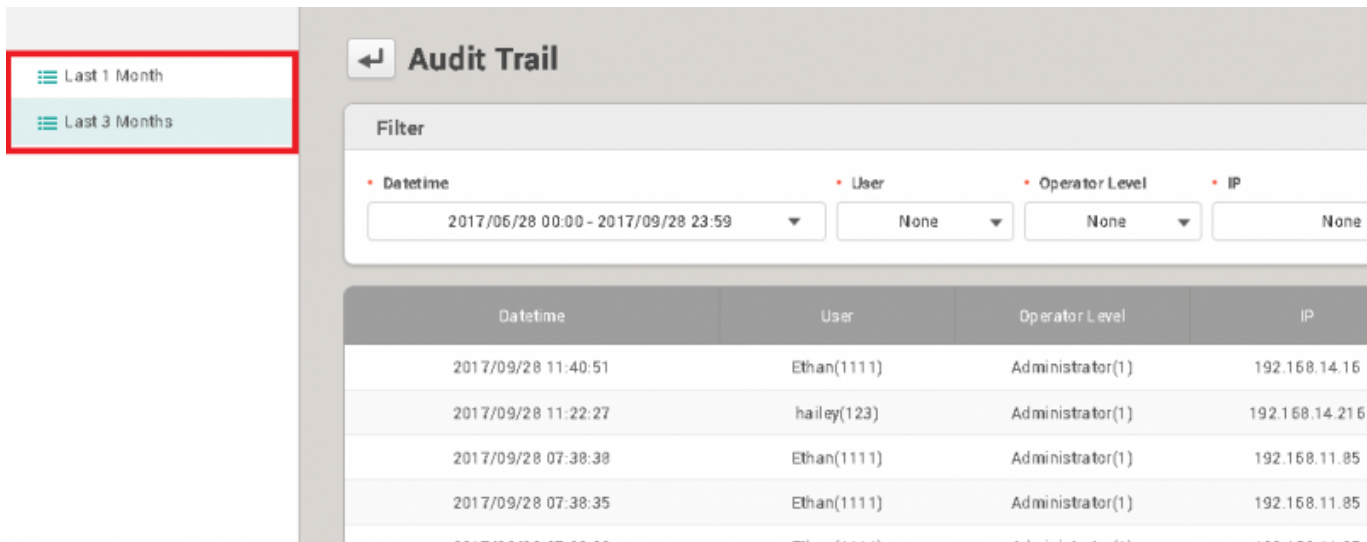 Last 1 Month
Last 3 Months
Audit Trail
Filter
• Datetime • User • Operator Level • IP
2017/06/28 00:00 - 2017/09/28 23:59 None None None
Datetime User Operator Level IP
2017/09/28 11:40:51 Ethan(1111) Administrator(1) 192.168.14.16
2017/09/28 11:22:27 hailey(123) Administrator(1) 192.168.14.216
2017/09/28 07:38:38 Ethan(1111) Administrator(1) 192.168.11.85
2017/09/28 07:38:35 Ethan(1111) Administrator(1) 192.168.11.85